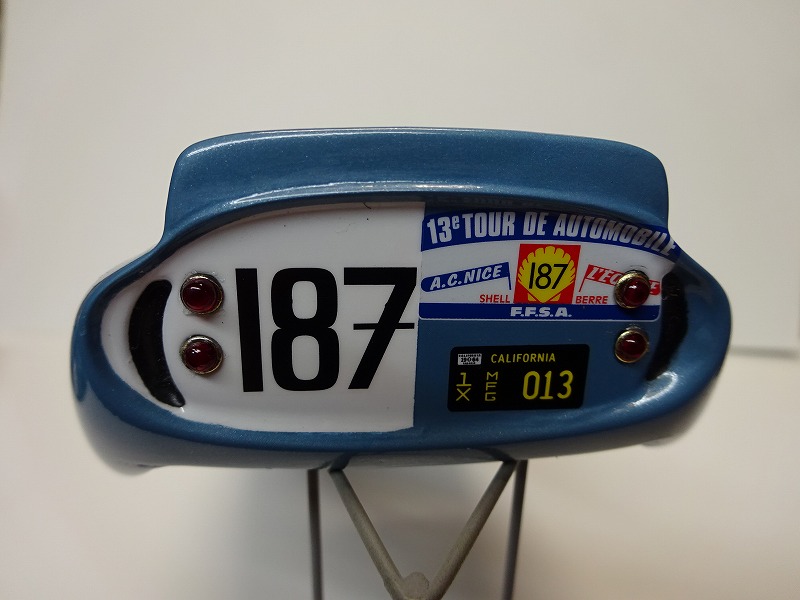 187
13e TOUR DE AUTOMOBILE
A.C.NICE
187
SHELL
BERRE
F.F.S.A.
CALIFORNIA
1X
MFG
013